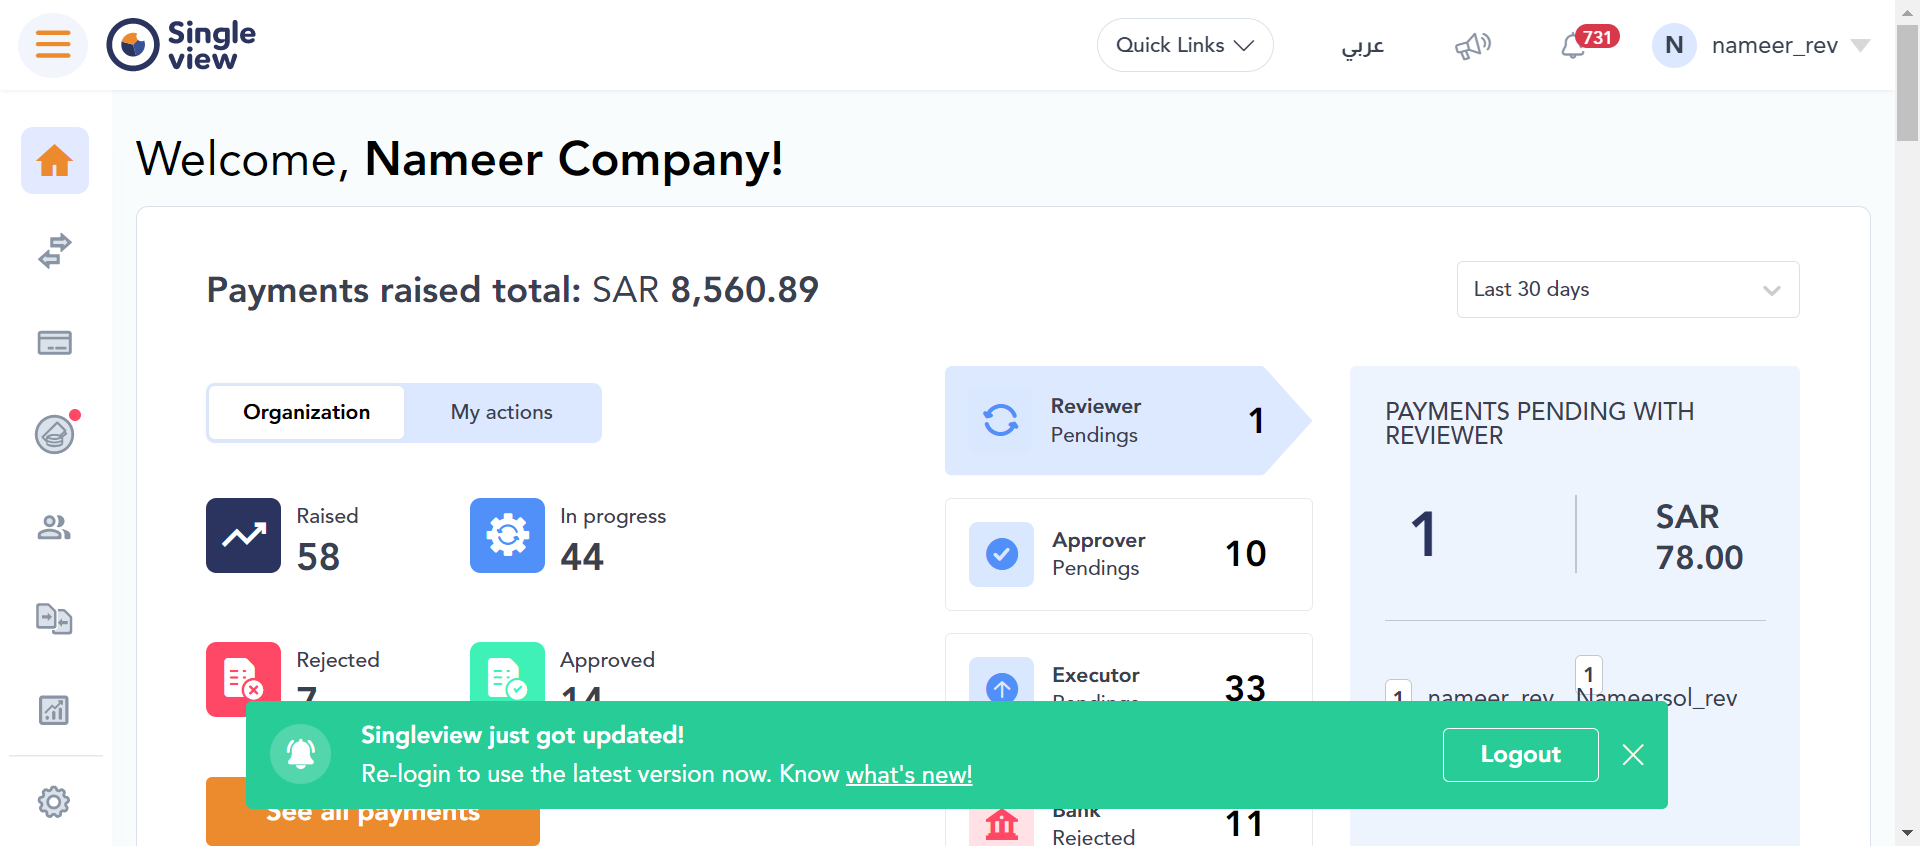 Single
view
Quick Links
عربي
731
N
nameer_rev
Welcome, Nameer Company!
Payments raised total: SAR 8,560.89
Last 30 days
Organization
My actions
Raised
58
In progress
44
Rejected
7
Approved
14
See all payments
Reviewer
Pendings
1
Approver
Pendings
10
Executor
Pendings
33
Bank
Rejected
11
PAYMENTS PENDING WITH
REVIEWER
1
SAR
78.00
1
nameer_rev
1
Nameersol_rev
Singleview just got updated!
Re-login to use the latest version now. Know what's new!
Logout